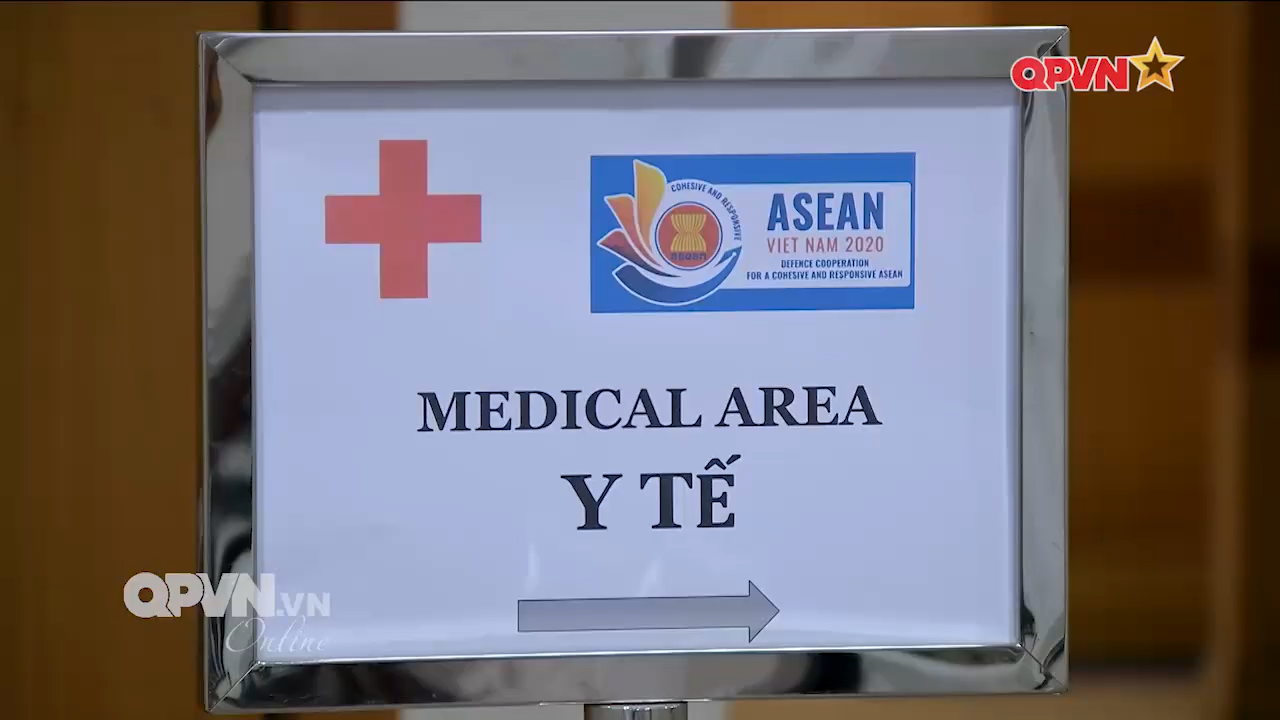 QPVN
COHESIVE AND RESPONSIVE
asean
ASEAN
VIET NAM 2020
DEFENCE COOPERATION
FOR A COHESIVE AND RESPONSIVE ASEAN
MEDICAL AREA
Y TẾ
QPVN.VN
Online